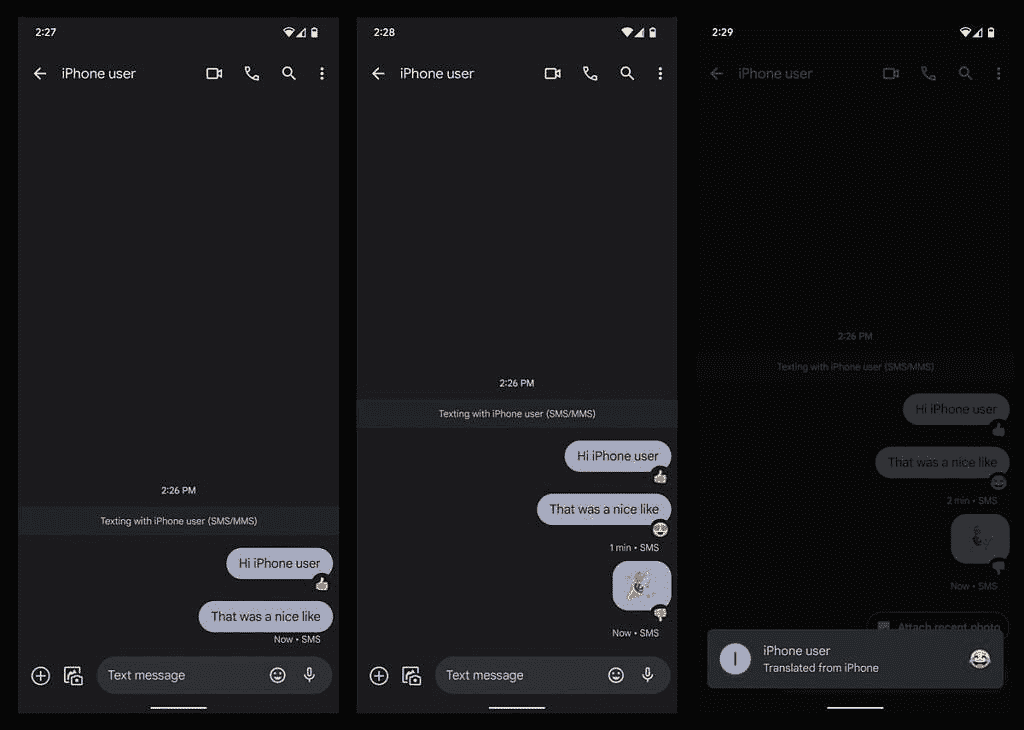 2:27
iPhone user
2:26 PM
Texting with iPhone user (SMS/MMS)
Hi iPhone user
That was a nice like
Now • SMS
Text message
2:28
iPhone user
2:26 PM
Texting with iPhone user (SMS/MMS)
Hi iPhone user
That was a nice like
1 min • SMS
Now • SMS
Text message
2:29
iPhone user
2:26 PM
Texting with iPhone user (SMS/MMS)
Hi iPhone user
That was a nice like
2 min • SMS
Now • SMS
Attach recent photo
I
iPhone user
Translated from iPhone